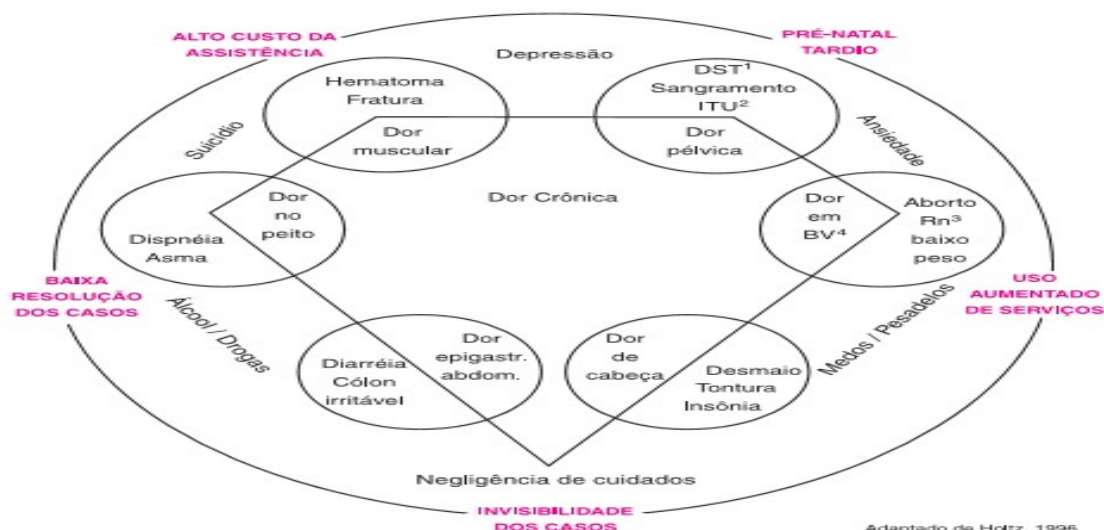 ALTO CUSTO DA
ASSISTÊNCIA
PRÉ-NATAL
TARDIO
Depressão
Hematoma
Fratura
Dor
muscular
DST¹
Sangramento
ITU²
Dor
pélvica
Suicídio
Ansiedade
Dor Crônica
Dispnéia
Asma
Dor
no
peito
Dor
em
BV⁴
Aborto
Rn³
baixo
peso
BAIXA
RESOLUÇÃO
DOS CASOS
USO
AUMENTADO
DE SERVIÇOS
Álcool / Drogas
Medos / Pesadelos
Diarréia
Cólon
irritável
Dor
epigastr.
abdom.
Dor
de
cabeça
Desmaio
Tontura
Insônia
Negligência de cuidados
INVISIBILIDADE
DOS CASOS
Adaptado de Holtz, 1996